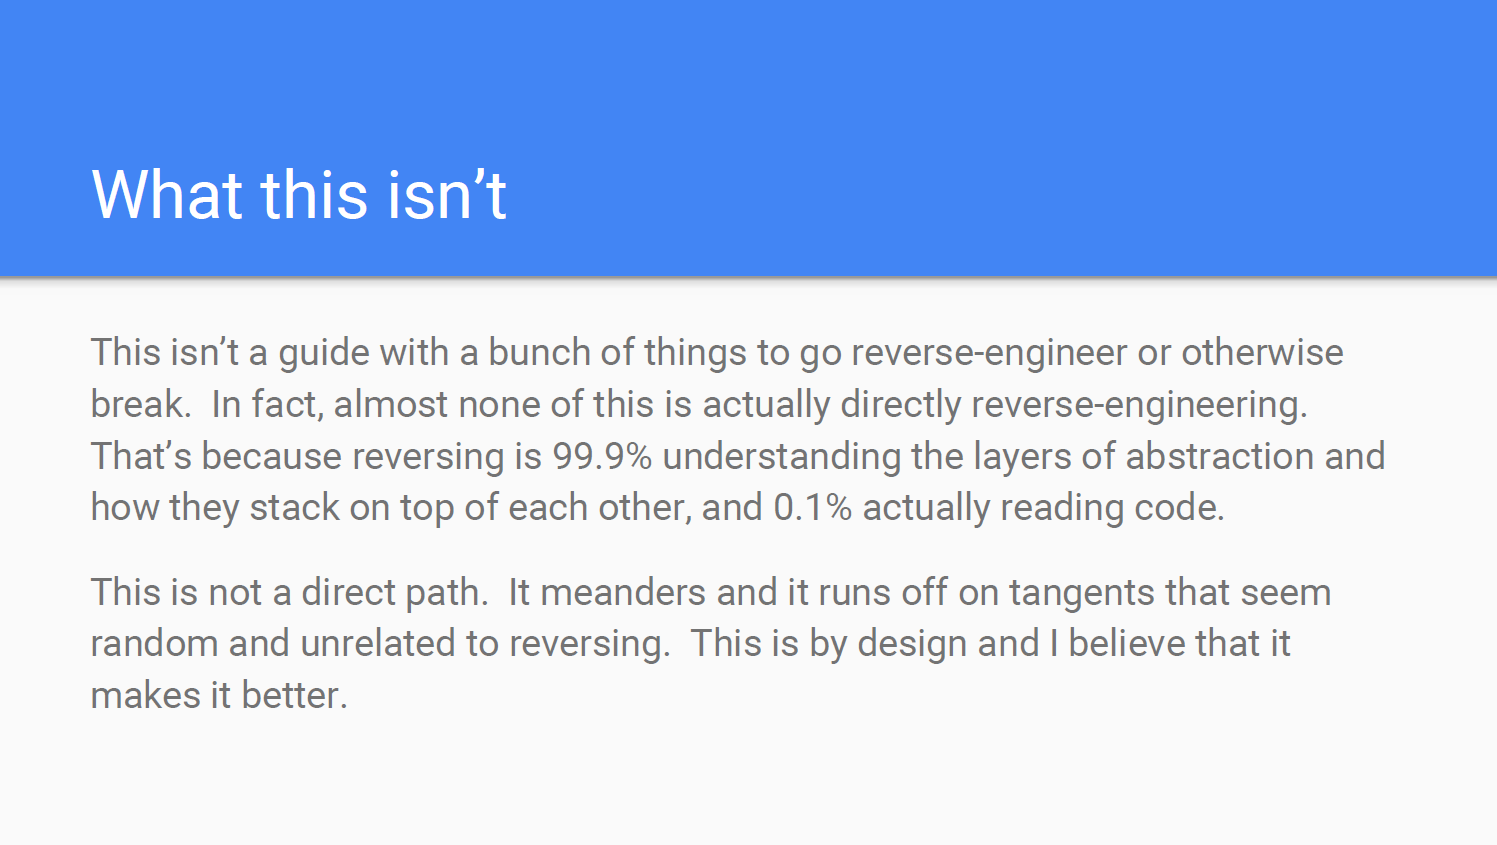 What this isn’t
This isn’t a guide with a bunch of things to go reverse-engineer or otherwise
break.  In fact, almost none of this is actually directly reverse-engineering.
That’s because reversing is 99.9% understanding the layers of abstraction and
how they stack on top of each other, and 0.1% actually reading code.
This is not a direct path.  It meanders and it runs off on tangents that seem
random and unrelated to reversing.  This is by design and I believe that it
makes it better.